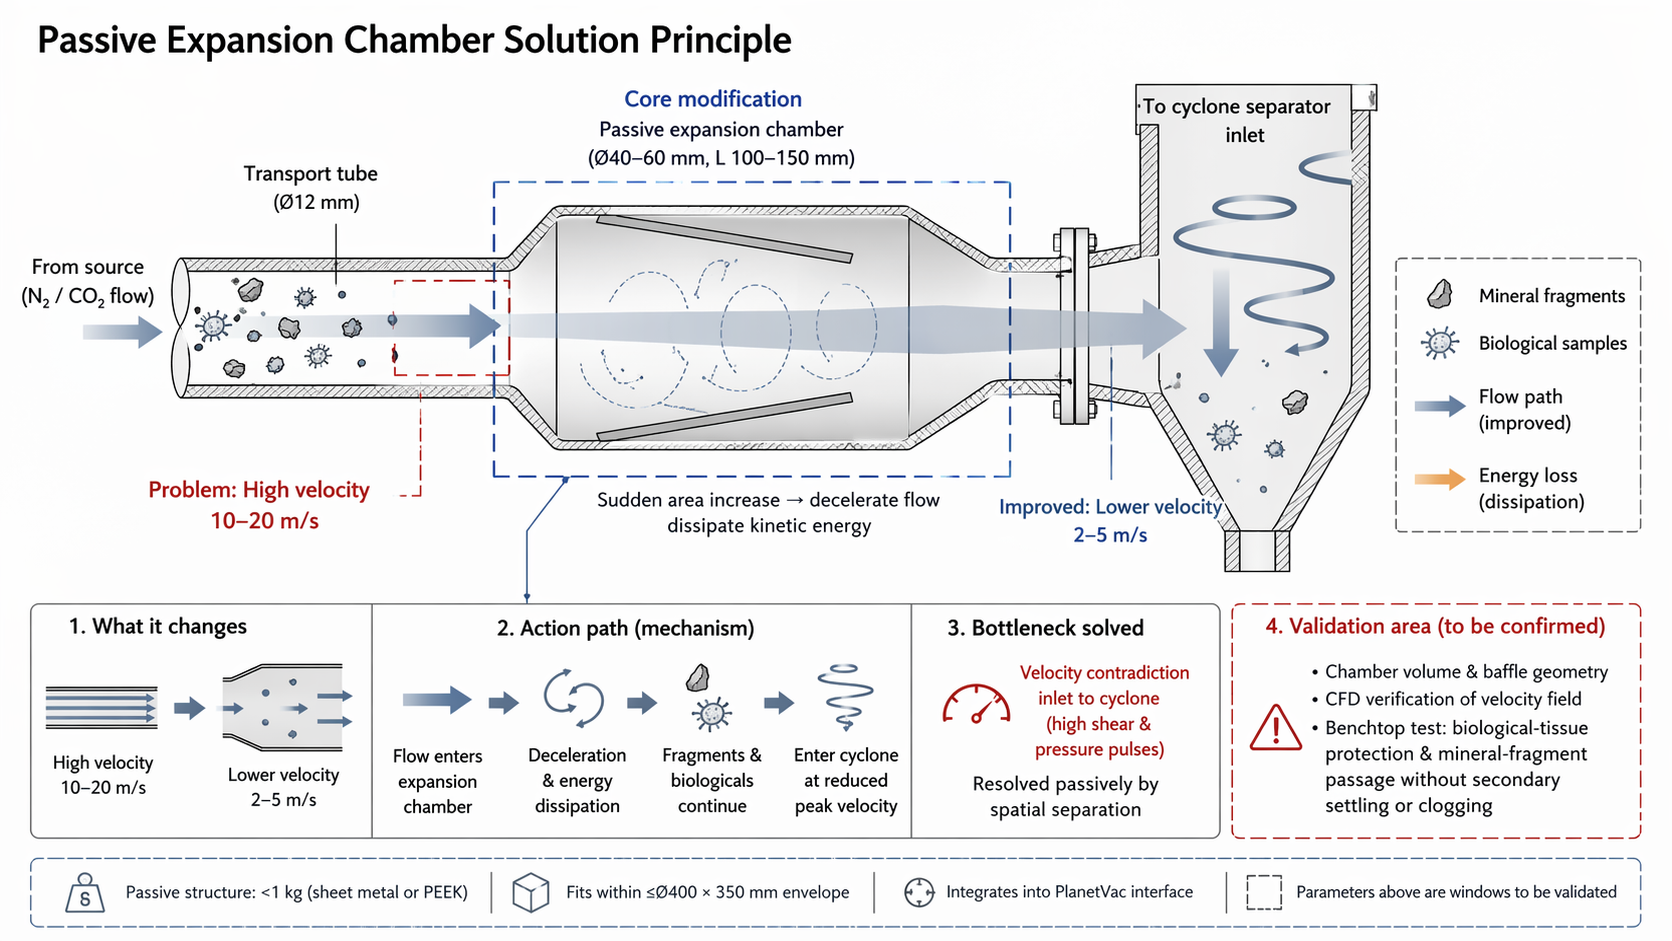 Passive Expansion Chamber Solution Principle
Core modification
Passive expansion chamber
(Ø40–60 mm, L 100–150 mm)
To cyclone separator
inlet
Transport tube
(Ø12 mm)
From source
(N₂ / CO₂ flow)
Mineral fragments
Biological samples
Flow path
(improved)
Energy loss
(dissipation)
Problem: High velocity
10–20 m/s
Sudden area increase → decelerate flow
dissipate kinetic energy
Improved: Lower velocity
2–5 m/s
1. What it changes
High velocity
10–20 m/s
Lower velocity
2–5 m/s
2. Action path (mechanism)
Flow enters
expansion
chamber
Deceleration
& energy
dissipation
Fragments &
biologicals
continue
Enter cyclone
at reduced
peak velocity
3. Bottleneck solved
Velocity contradiction
inlet to cyclone
(high shear &
pressure pulses)
Resolved passively by
spatial separation
4. Validation area (to be confirmed)
• Chamber volume & baffle geometry
• CFD verification of velocity field
• Benchtop test: biological-tissue
protection & mineral-fragment
passage without secondary
settling or clogging
Passive structure: <1 kg (sheet metal or PEEK)
Fits within ≤Ø400 × 350 mm envelope
Integrates into PlanetVac interface
Parameters above are windows to be validated